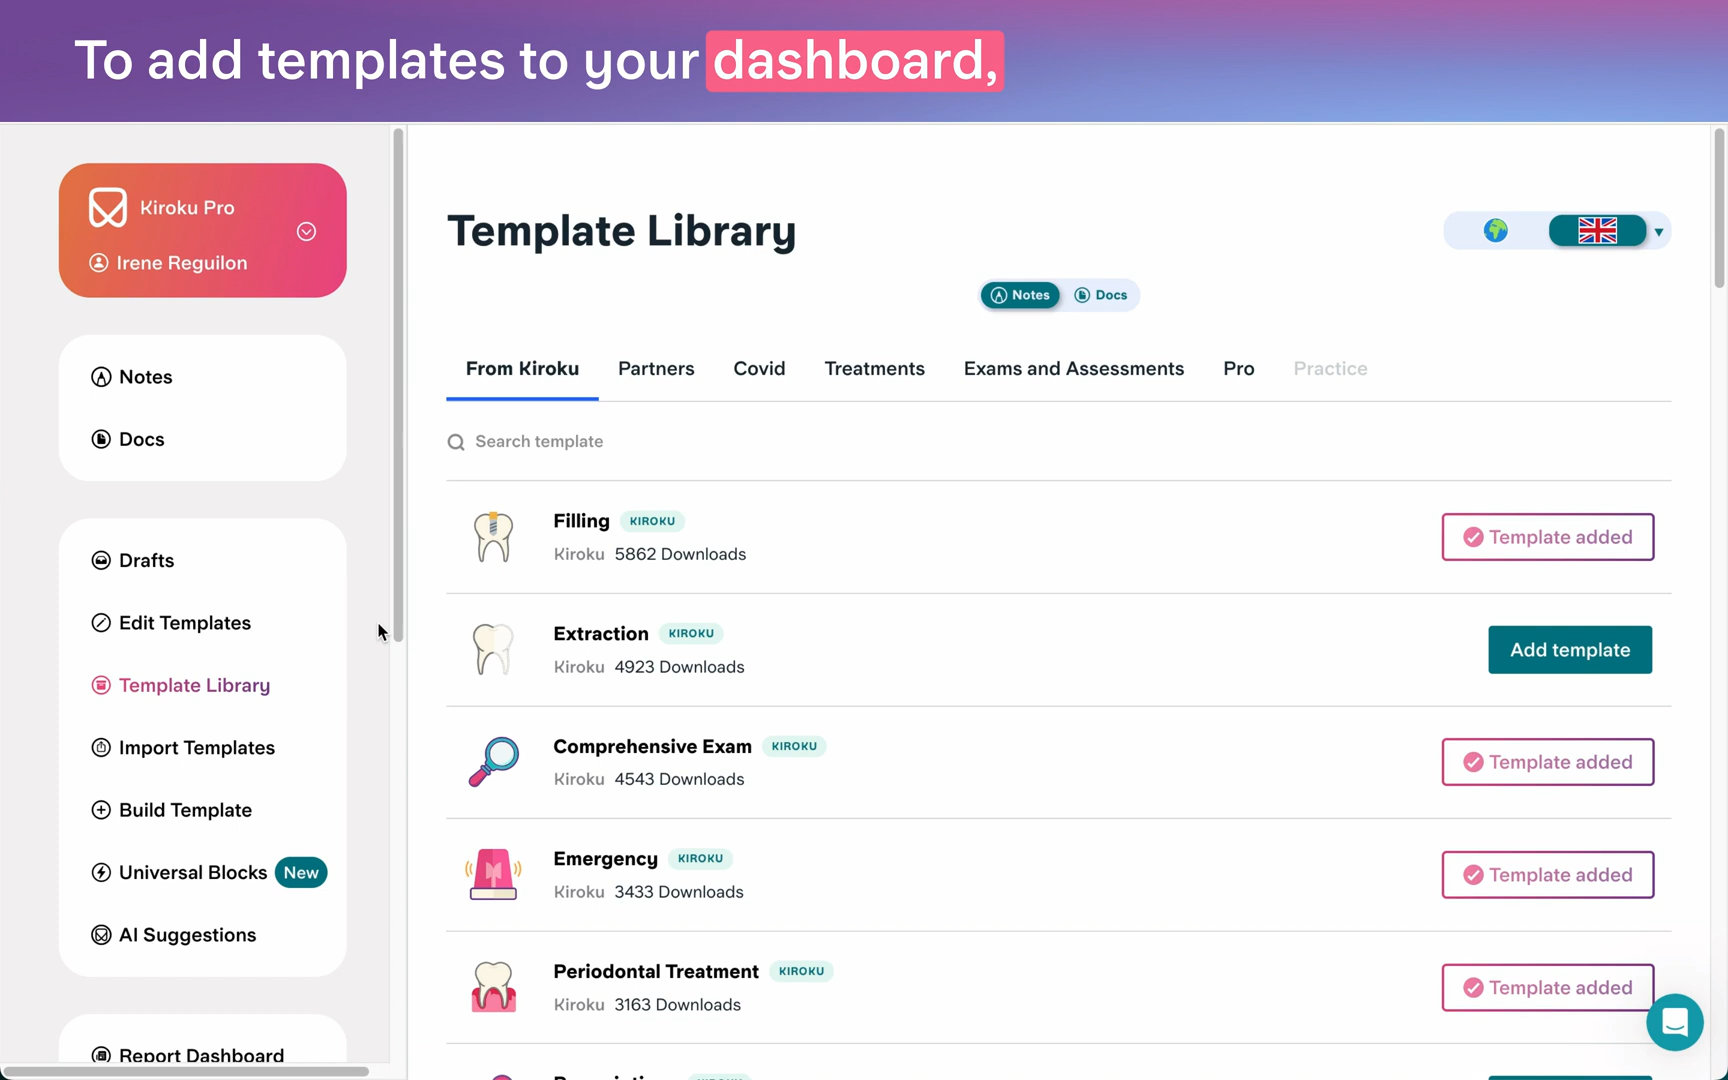 To add templates to your dashboard,
Kiroku Pro
Irene Reguilon
Notes
Docs
Drafts
Edit Templates
Template Library
Import Templates
Build Template
Universal Blocks New
AI Suggestions
Report Dashboard
Template Library
Notes Docs
From Kiroku Partners Covid Treatments Exams and Assessments Pro Practice
Search template
Filling KIROKU
Kiroku 5862 Downloads
Template added
Extraction KIROKU
Kiroku 4923 Downloads
Add template
Comprehensive Exam KIROKU
Kiroku 4543 Downloads
Template added
Emergency KIROKU
Kiroku 3433 Downloads
Template added
Periodontal Treatment KIROKU
Kiroku 3163 Downloads
Template added